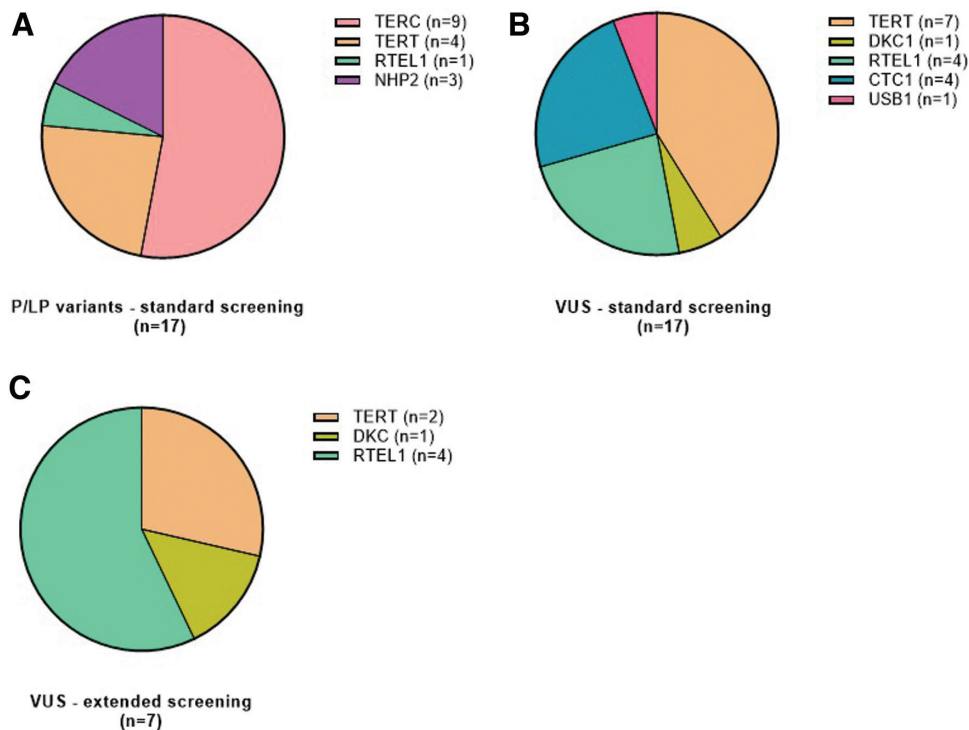 A
TERC (n=9)
TERT (n=4)
RTEL1 (n=1)
NHP2 (n=3)
P/LP variants - standard screening
(n=17)
B
TERT (n=7)
DKC1 (n=1)
RTEL1 (n=4)
CTC1 (n=4)
USB1 (n=1)
VUS - standard screening
(n=17)
C
TERT (n=2)
DKC (n=1)
RTEL1 (n=4)
VUS - extended screening
(n=7)